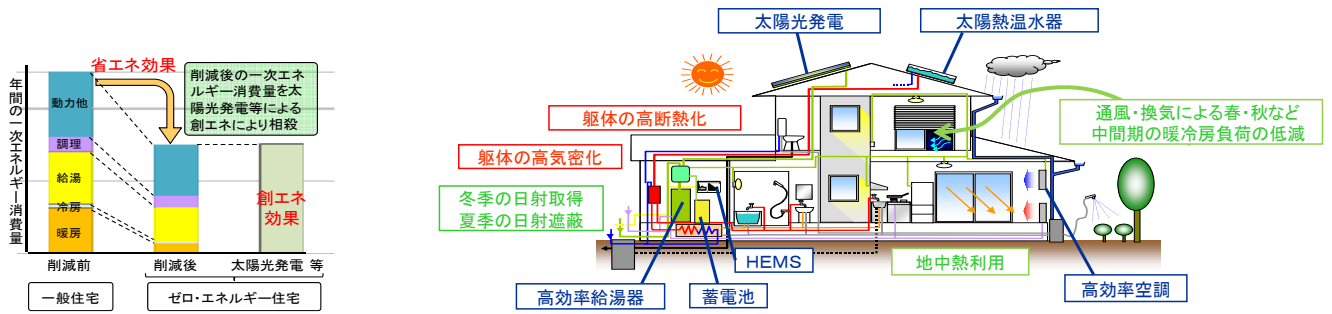 年間の一次エネルギー消費量
省エネ効果
削減後の一次エネ
ルギー消費量を太
陽光発電等による
創エネにより相殺
動力他
調理
給湯
冷房
暖房
創エネ
効果
削減前
削減後
太陽光発電 等
一般住宅
ゼロ・エネルギー住宅
太陽光発電
太陽熱温水器
躯体の高断熱化
通風・換気による春・秋など
中間期の暖冷房負荷の低減
躯体の高気密化
冬季の日射取得
夏季の日射遮蔽
HEMS
地中熱利用
高効率給湯器
蓄電池
高効率空調